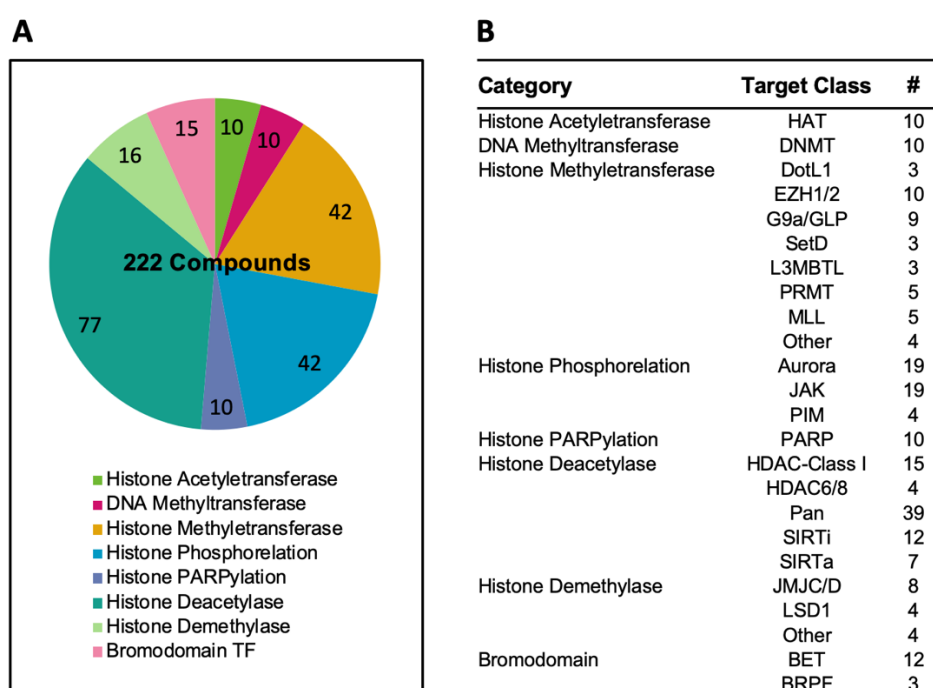 A
10
10
15
16
42
222 Compounds
77
42
10
Histone Acetyletransferase
DNA Methyltransferase
Histone Methyletransferase
Histone Phosphorelation
Histone PARPylation
Histone Deacetylase
Histone Demethylase
Bromodomain TF
B
Category Target Class #
Histone Acetyletransferase HAT 10
DNA Methyltransferase DNMT 10
Histone Methyletransferase DotL1 3
EZH1/2 10
G9a/GLP 9
SetD 3
L3MBTL 3
PRMT 5
MLL 5
Other 4
Histone Phosphorelation Aurora 19
JAK 19
PIM 4
Histone PARPylation PARP 10
Histone Deacetylase HDAC-Class I 15
HDAC6/8 4
Pan 39
SIRTi 12
SIRTa 7
Histone Demethylase JMJC/D 8
LSD1 4
Other 4
Bromodomain BET 12
BRPF 3